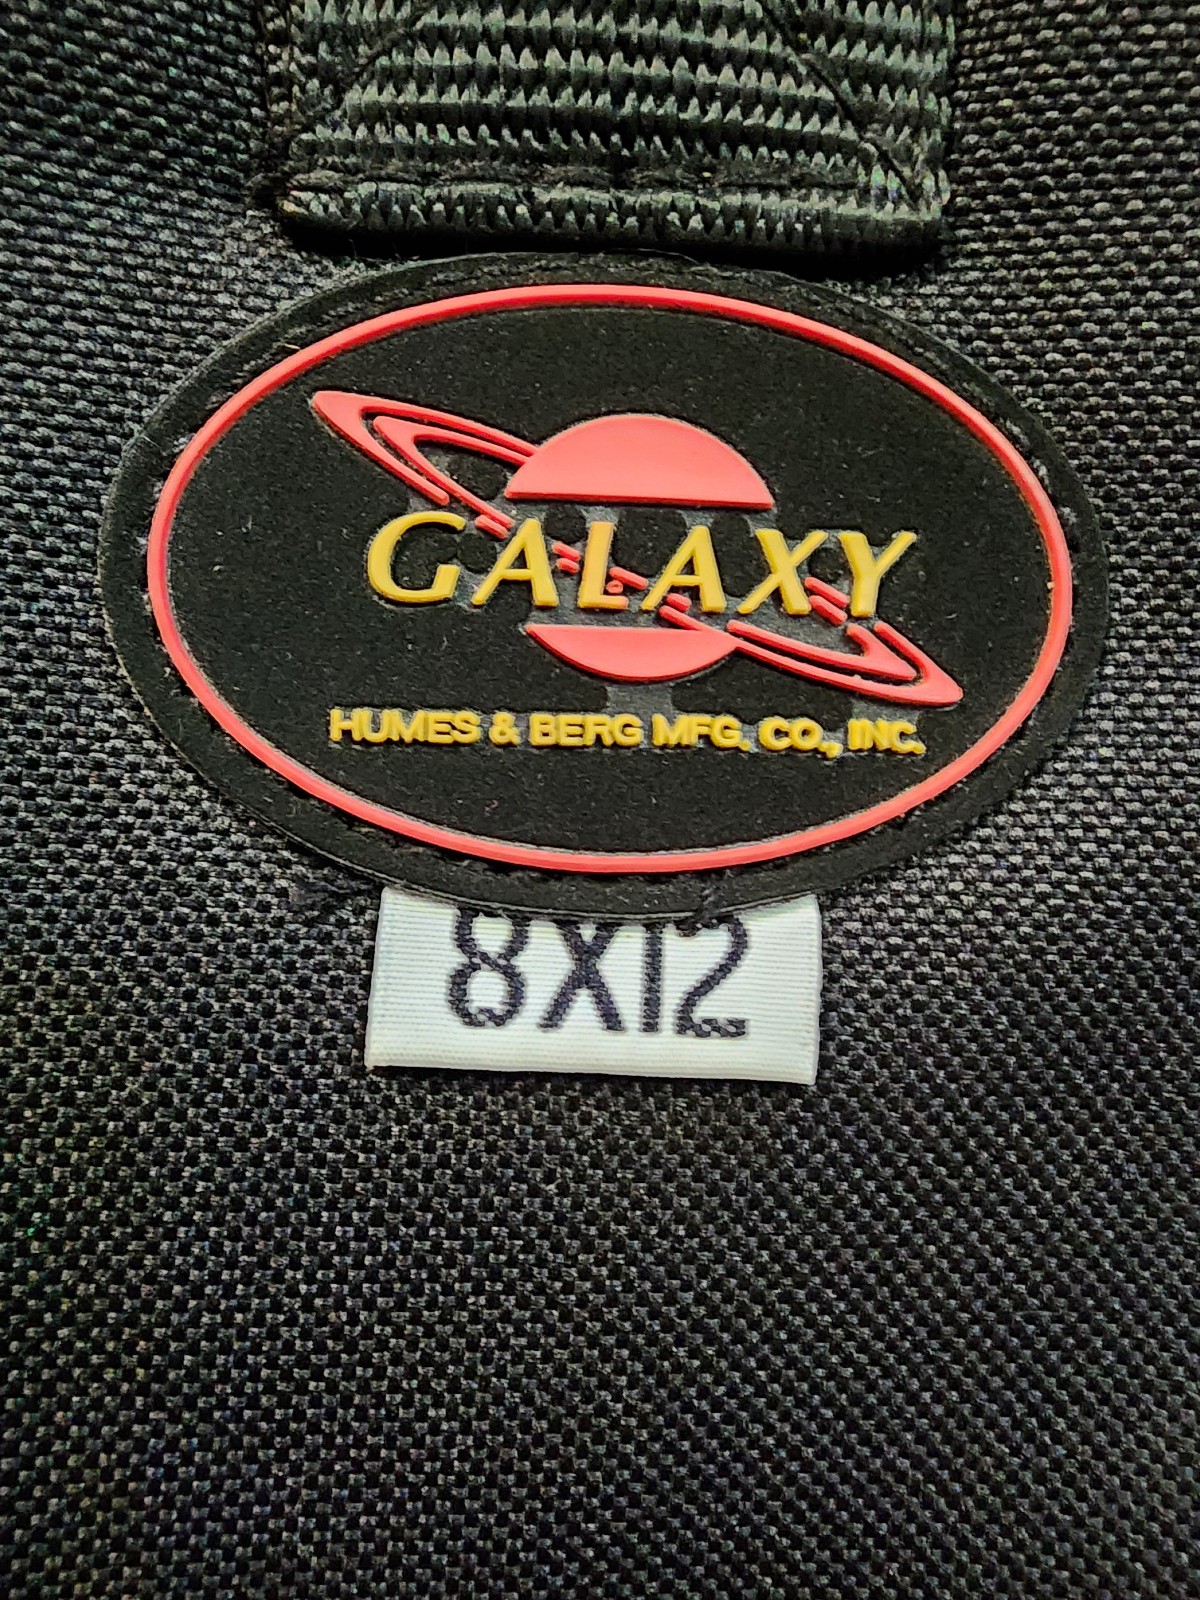 GALAXY
HUMES & BERG MFG. CO., INC.
8X12